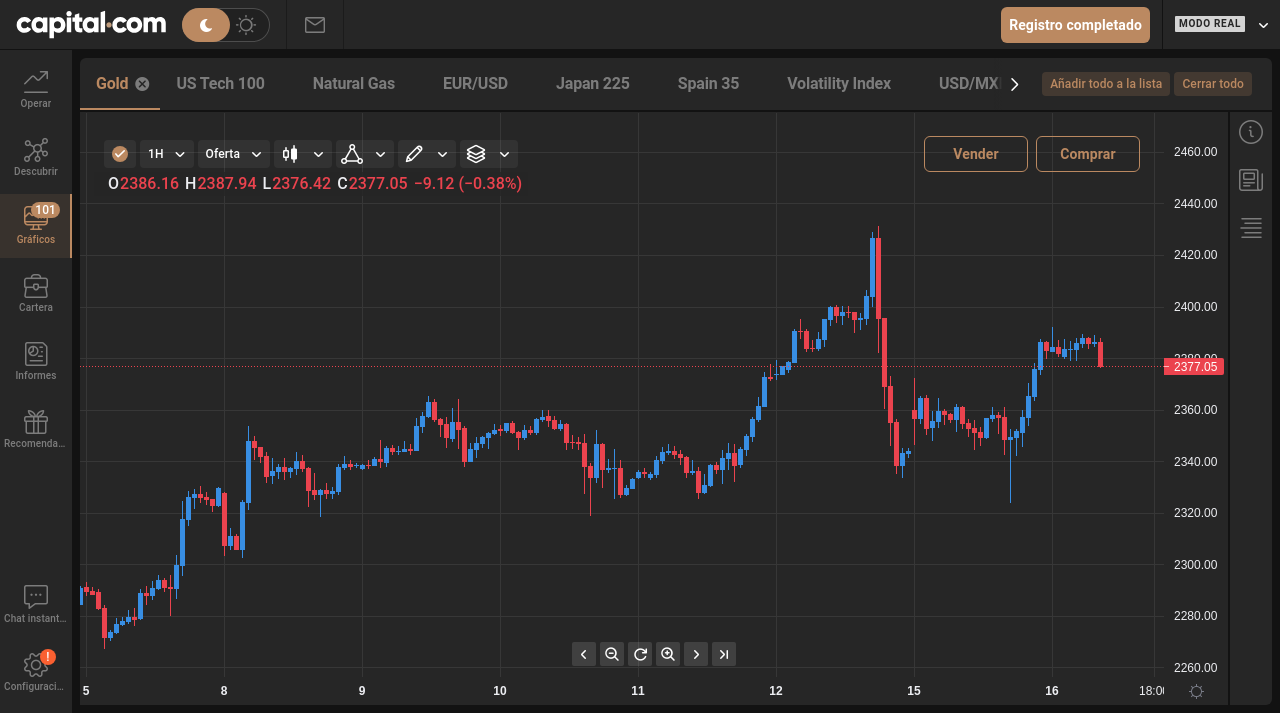 capital.com
Registro completado
MODO REAL
Operar
Descubrir
101
Gráficos
Cartera
Informes
Recomenda...
Chat instant...
!
Configuraci...
Gold US Tech 100 Natural Gas EUR/USD Japan 225 Spain 35 Volatility Index USD/MX
Añadir todo a la lista Cerrar todo
1H Oferta
Vender Comprar
O2386.16 H2387.94 L2376.42 C2377.05 −9.12 (−0.38%)
2460.00
2440.00
2420.00
2400.00
2380.00
2377.05
2360.00
2340.00
2320.00
2300.00
2280.00
2260.00
5 8 9 10 11 12 15 16 18:00